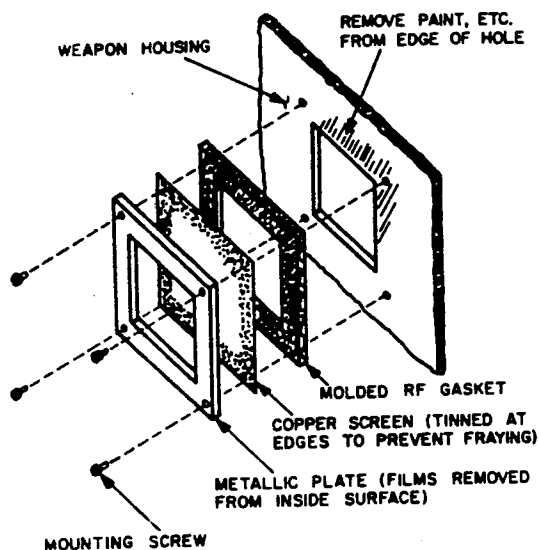 REMOVE PAINT, ETC.
FROM EDGE OF HOLE
WEAPON HOUSING
MOLDED RF GASKET
COPPER SCREEN (TINNED AT
EDGES TO PREVENT FRAYING)
METALLIC PLATE (FILMS REMOVED
FROM INSIDE SURFACE)
MOUNTING SCREW